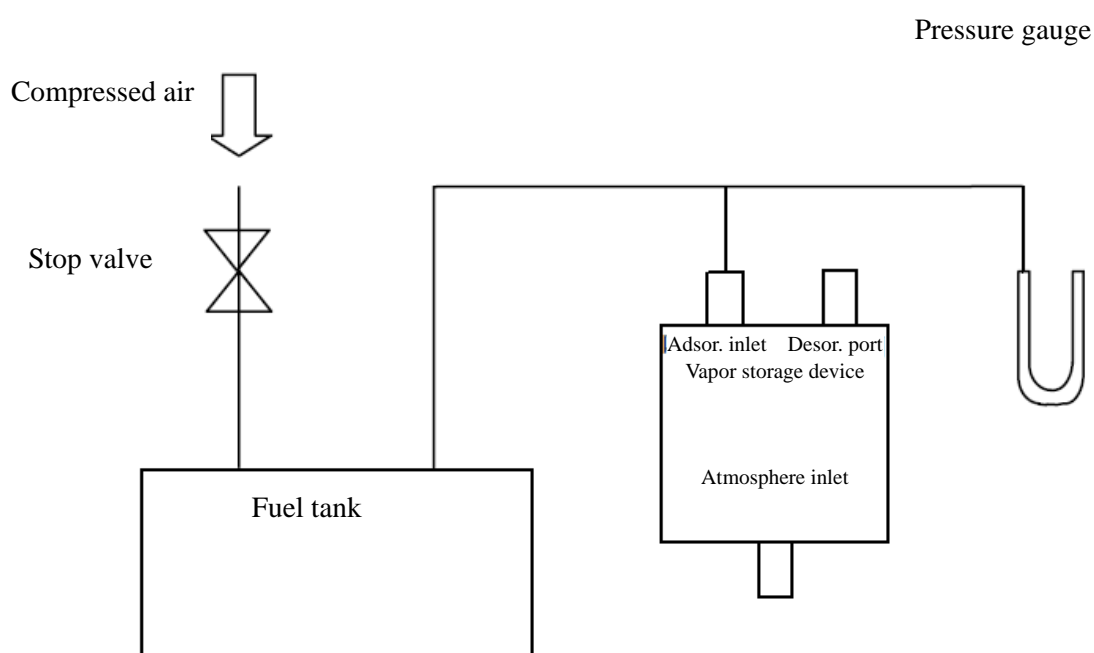 Pressure gauge
Compressed air
Stop valve
Adsor. inlet Desor. port
Vapor storage device
Atmosphere inlet
Fuel tank